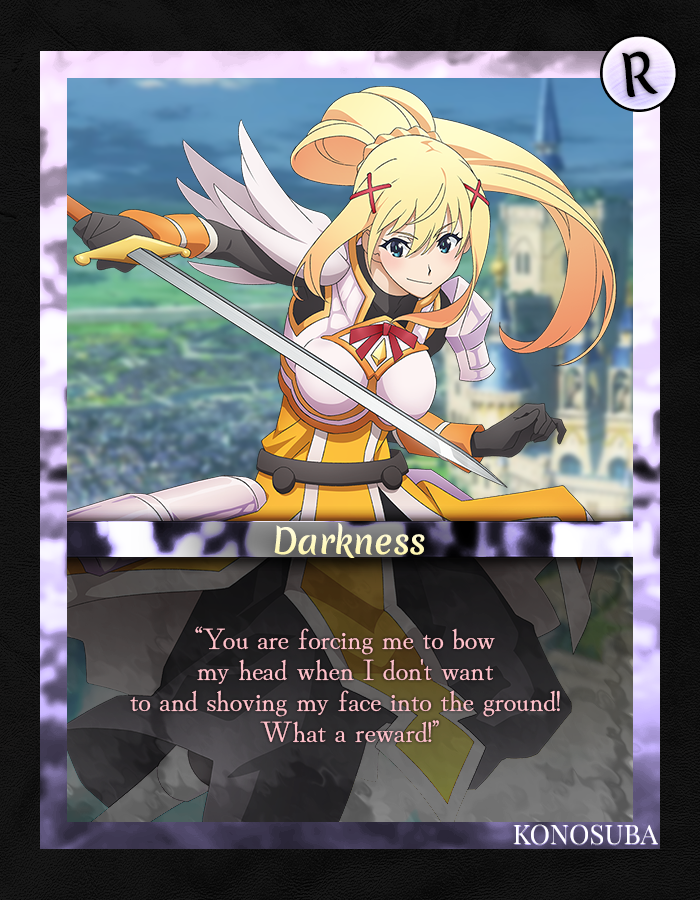 R
Darkness
“You are forcing me to bow
my head when I don't want
to and shoving my face into the ground!
What a reward!”
KONOSUBA